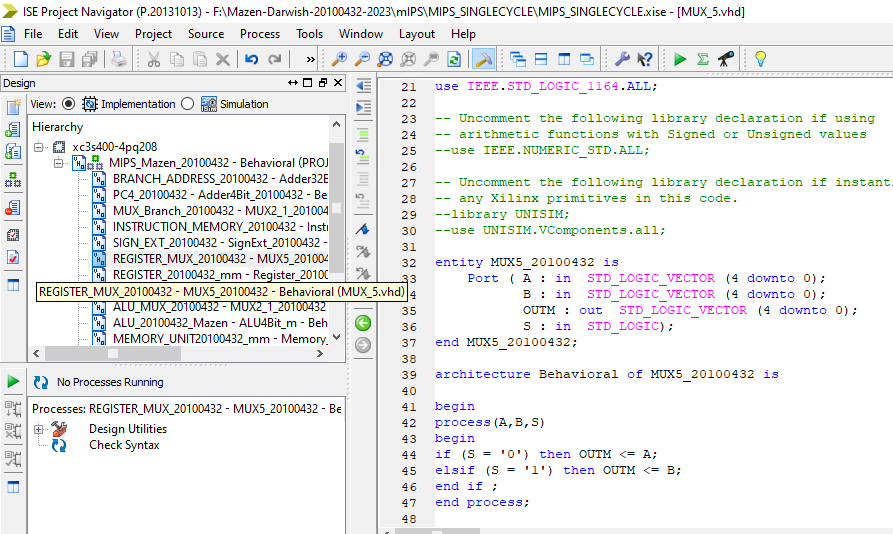 ISE Project Navigator (P.20131013) - F:\Mazen-Darwish-20100432-2023\mIPS\MIPS_SINGLECYCLE\MIPS_SINGLECYCLE.xise - [MUX_5.vhd]
File Edit View Project Source Process Tools Window Layout Help
»
Design
View: Implementation Simulation
Hierarchy
xc3s400-4pq208
MIPS_Mazen_20100432 - Behavioral (PROJ
BRANCH_ADDRESS_20100432 - Adder32B
PC4_20100432 - Adder4Bit_20100432 - Be
MUX_Branch_20100432 - MUX2_1_201004
INSTRUCTION_MEMORY_20100432 - Instr
SIGN_EXT_20100432 - SignExt_20100432 -
REGISTER_MUX_20100432 - MUX5_201004
REGISTER_20100432_mm - Register_20100
REGISTER_MUX_20100432 - MUX5_20100432 - Behavioral (MUX_5.vhd)
ALU_MUX_20100432 - MUX2_1_2010043
ALU_20100432_Mazen - ALU4Bit_m - Beh
MEMORY_UNIT20100432_mm - Memory_
No Processes Running
Processes: REGISTER_MUX_20100432 - MUX5_20100432 - Be
Design Utilities
Check Syntax
21 use IEEE.STD_LOGIC_1164.ALL;
22
23 -- Uncomment the following library declaration if using
24 -- arithmetic functions with Signed or Unsigned values
25 --use IEEE.NUMERIC_STD.ALL;
26
27 -- Uncomment the following library declaration if instanti
28 -- any Xilinx primitives in this code.
29 --library UNISIM;
30 --use UNISIM.VComponents.all;
31
32 entity MUX5_20100432 is
33 Port ( A : in STD_LOGIC_VECTOR (4 downto 0);
4 B : in STD_LOGIC_VECTOR (4 downto 0);
35 OUTM : out STD_LOGIC_VECTOR (4 downto 0);
36 S : in STD_LOGIC);
37 end MUX5_20100432;
38
39 architecture Behavioral of MUX5_20100432 is
40
41 begin
42 process(A,B,S)
43 begin
44 if (S = '0') then OUTM <= A;
45 elsif (S = '1') then OUTM <= B;
46 end if ;
47 end process;
48